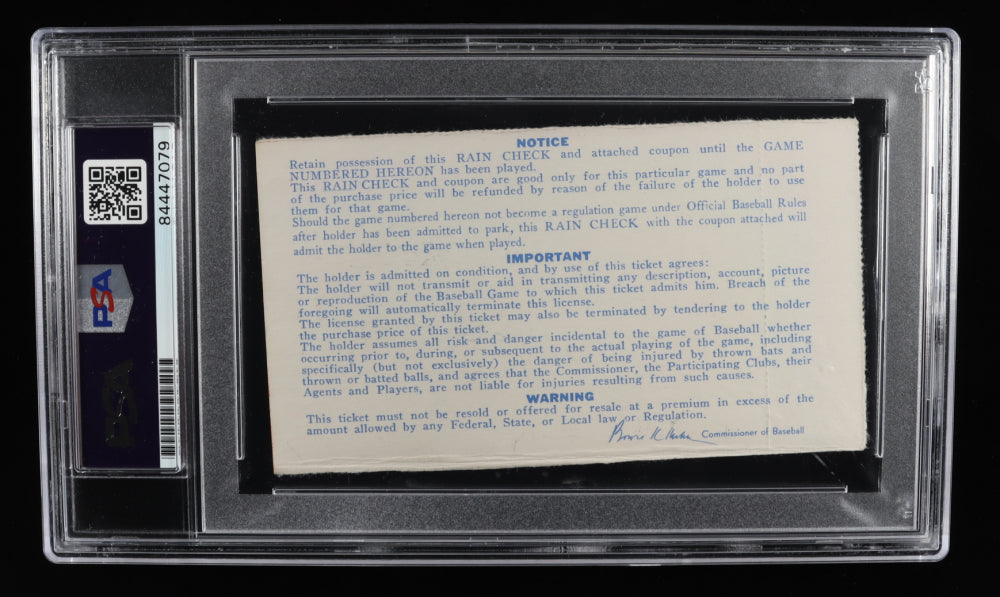 84447079
PSA
PSA
NOTICE
Retain possession of this RAIN CHECK and attached coupon until the GAME
NUMBERED HEREON has been played.
This RAIN CHECK and coupon are good only for this particular game and no part
of the purchase price will be refunded by reason of the failure of the holder to use
them for that game.
Should the game numbered hereon not become a regulation game under Official Baseball Rules
after holder has been admitted to park, this RAIN CHECK with the coupon attached will
admit the holder to the game when played.
IMPORTANT
The holder is admitted on condition, and by use of this ticket agrees:
The holder will not transmit or aid in transmitting any description, account, picture
or reproduction of the Baseball Game to which this ticket admits him. Breach of the
foregoing will automatically terminate this license.
The license granted by this ticket may also be terminated by tendering to the holder
the purchase price of this ticket.
The holder assumes all risk and danger incidental to the game of Baseball whether
occurring prior to, during, or subsequent to the actual playing of the game, including
specifically (but not exclusively) the danger of being injured by thrown bats and
thrown or batted balls, and agrees that the Commissioner, the Participating Clubs, their
Agents and Players, are not liable for injuries resulting from such causes.
WARNING
This ticket must not be resold or offered for resale at a premium in excess of the
amount allowed by any Federal, State, or Local law or Regulation.
Bowie K Kuhn Commissioner of Baseball